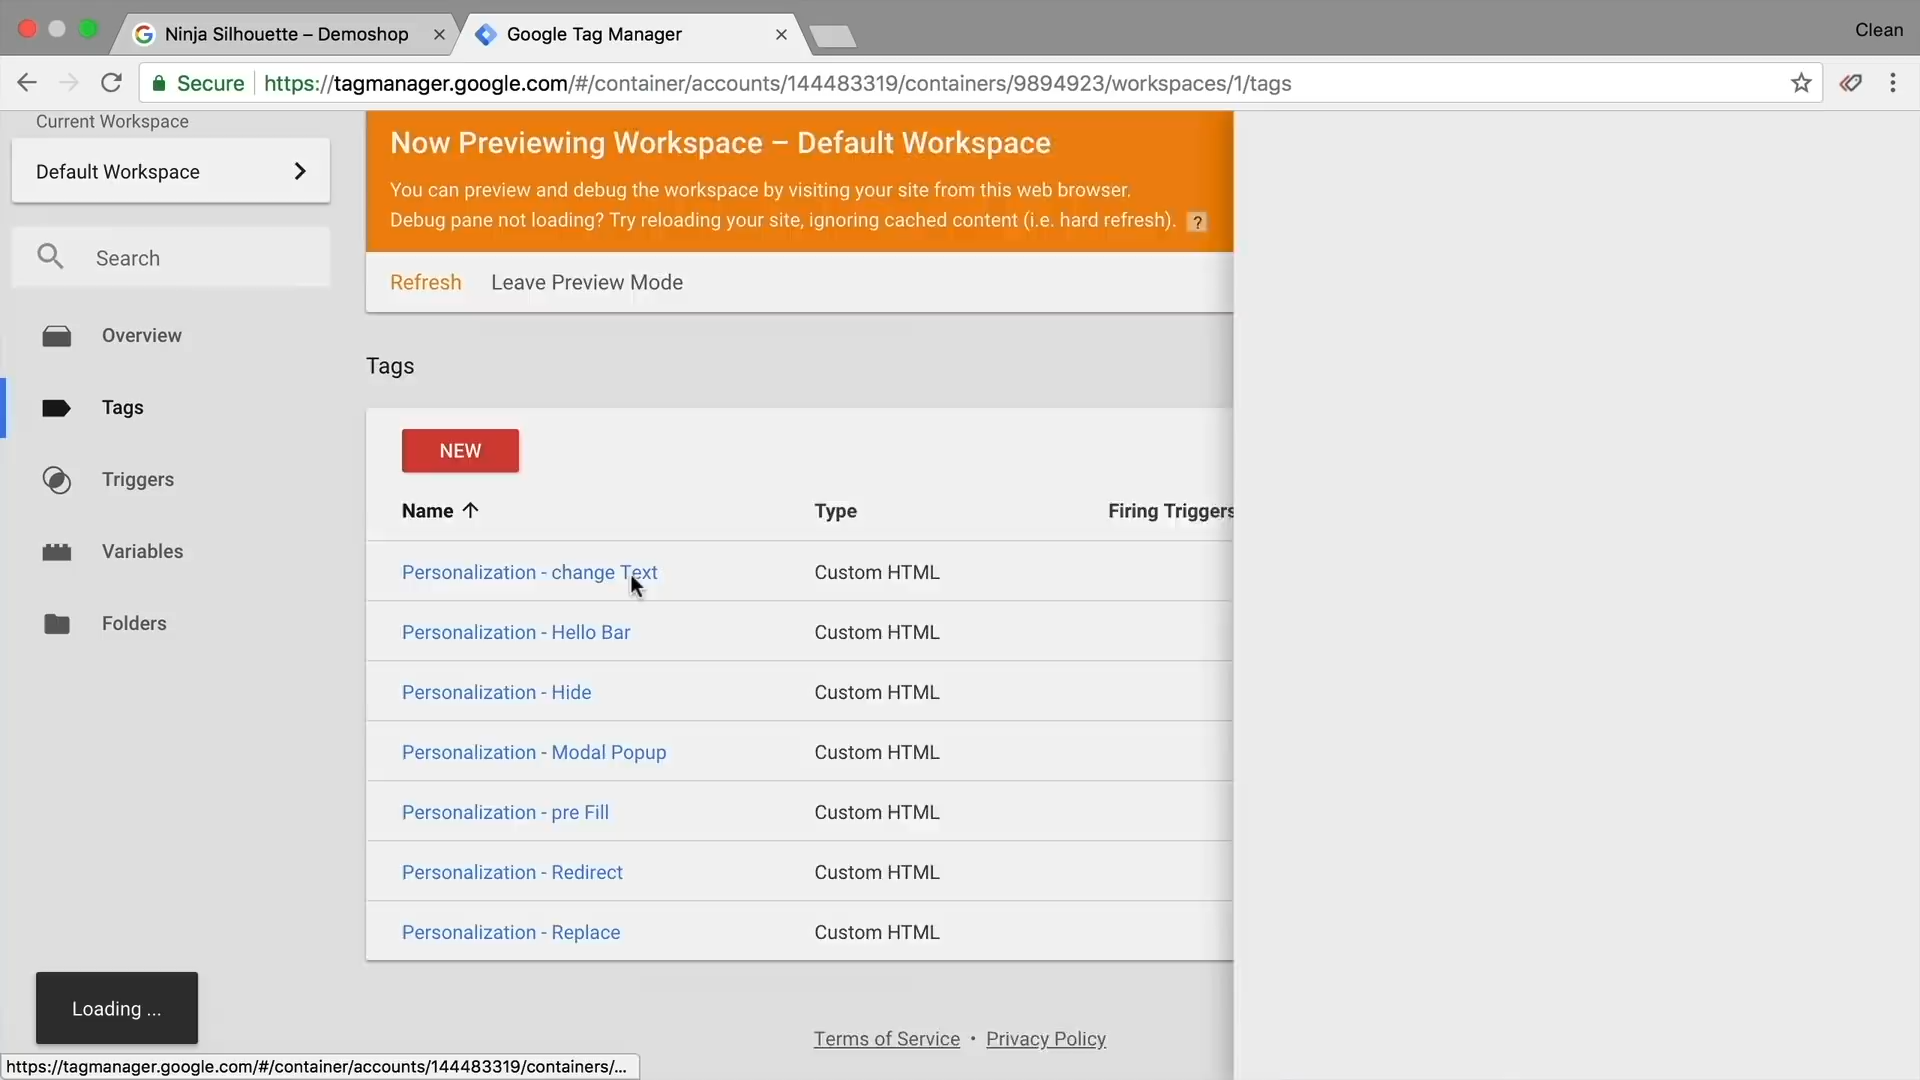 Ninja Silhouette – Demoshop
Google Tag Manager
Clean
Secure
https://tagmanager.google.com/#/container/accounts/144483319/containers/9894923/workspaces/1/tags
Current Workspace
Default Workspace
Now Previewing Workspace – Default Workspace
You can preview and debug the workspace by visiting your site from this web browser.
Debug pane not loading? Try reloading your site, ignoring cached content (i.e. hard refresh). ?
Refresh Leave Preview Mode
Search
Overview
Tags
Triggers
Variables
Folders
Tags
NEW
Name Type Firing Triggers
Personalization - change Text Custom HTML
Personalization - Hello Bar Custom HTML
Personalization - Hide Custom HTML
Personalization - Modal Popup Custom HTML
Personalization - pre Fill Custom HTML
Personalization - Redirect Custom HTML
Personalization - Replace Custom HTML
Loading ...
Terms of Service • Privacy Policy
https://tagmanager.google.com/#/container/accounts/144483319/containers/...